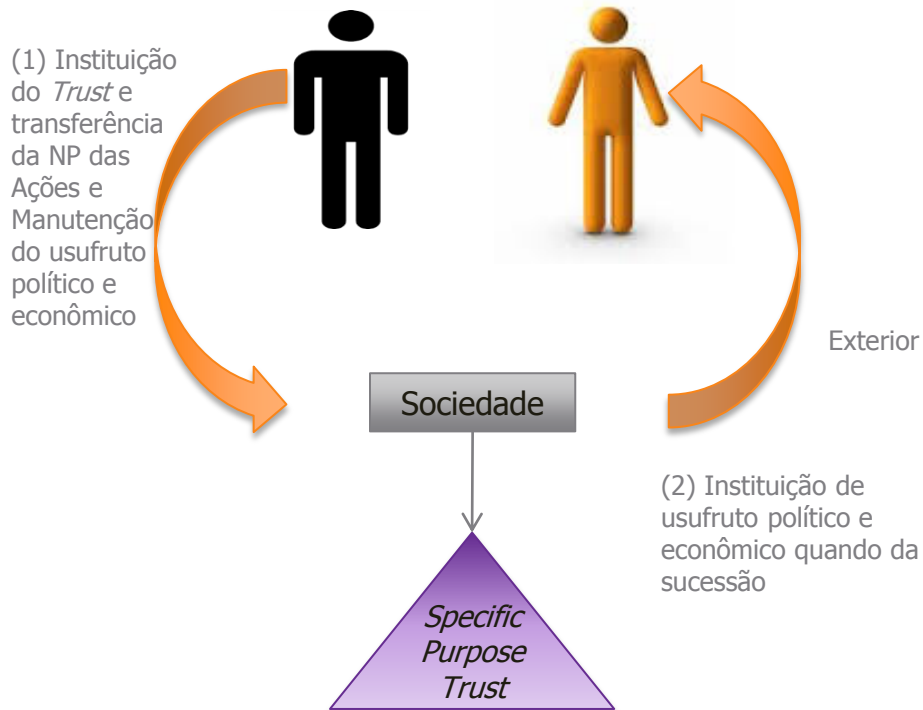 (1) Instituição
do Trust e
transferência
da NP das
Ações e
Manutenção
do usufruto
político e
econômico
Exterior
Sociedade
(2) Instituição de
usufruto político e
econômico quando da
sucessão
Specific
Purpose
Trust